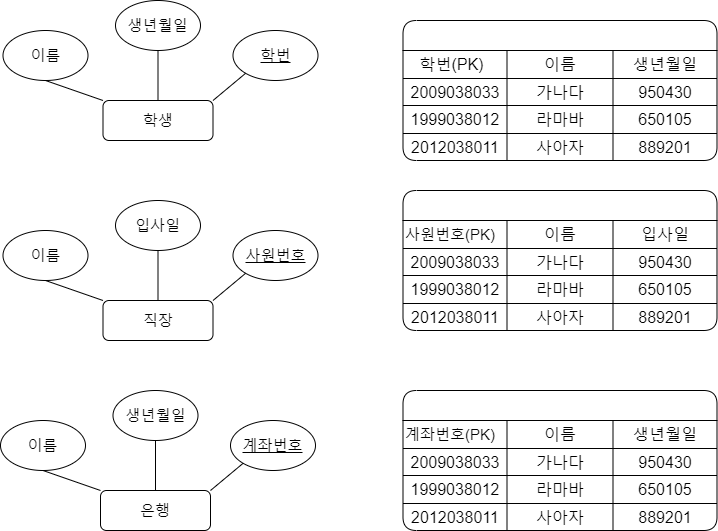 생년월일
이름
학번
학생
학번(PK) 이름 생년월일
2009038033 가나다 950430
1999038012 라마바 650105
2012038011 사아자 889201
입사일
이름
사원번호
직장
사원번호(PK) 이름 입사일
2009038033 가나다 950430
1999038012 라마바 650105
2012038011 사아자 889201
생년월일
이름
계좌번호
은행
계좌번호(PK) 이름 생년월일
2009038033 가나다 950430
1999038012 라마바 650105
2012038011 사아자 889201